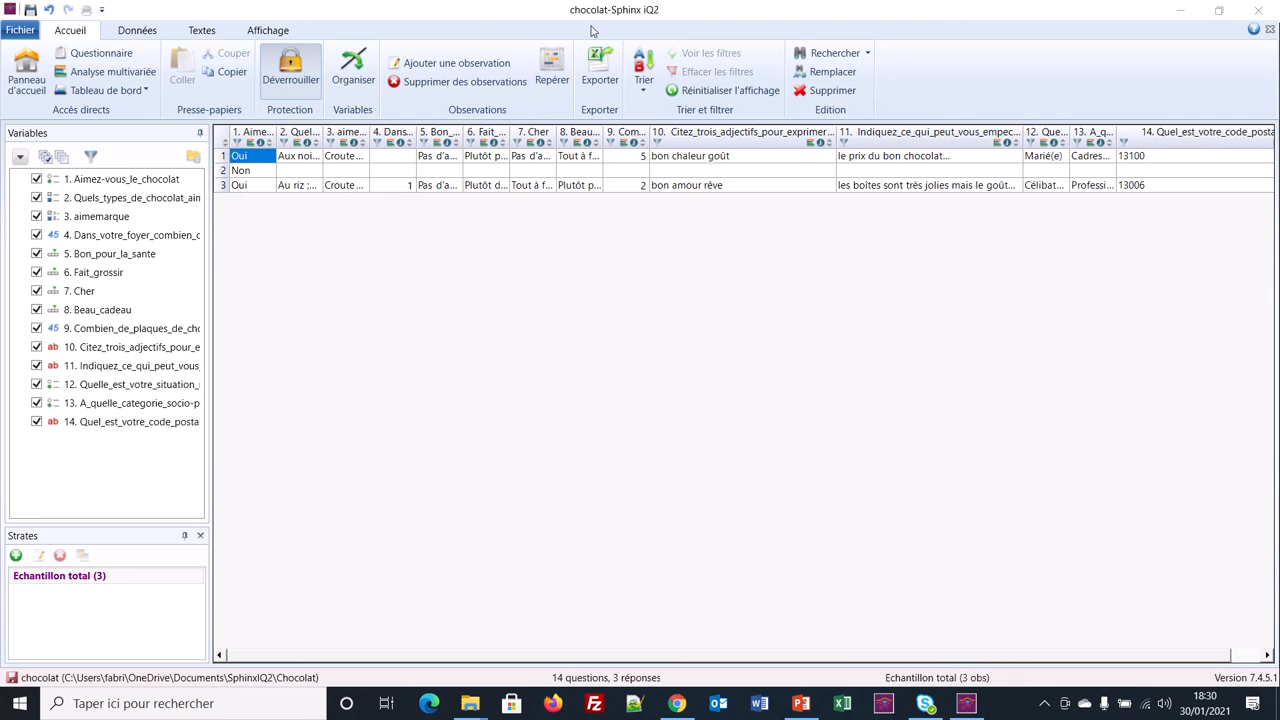 chocolat-Sphinx iQ2
Fichier Accueil Données Textes Affichage
Panneau d'accueil
Questionnaire
Analyse multivariée
Tableau de bord
Accès directs
Coller
Couper
Copier
Presse-papiers
Déverrouiller
Protection
Organiser
Variables
Ajouter une observation
Supprimer des observations
Repérer
Observations
Exporter
Exporter
Trier
Voir les filtres
Effacer les filtres
Réinitialiser l'affichage
Trier et filtrer
Rechercher
Remplacer
Supprimer
Edition
Variables
1. Aimez-vous_le_chocolat
2. Quels_types_de_chocolat_aim
3. aimemarque
4. Dans_votre_foyer_combien_c
5. Bon_pour_la_sante
6. Fait_grossir
7. Cher
8. Beau_cadeau
9. Combien_de_plaques_de_cho
10. Citez_trois_adjectifs_pour_e
11. Indiquez_ce_qui_peut_vous_
12. Quelle_est_votre_situation_
13. A_quelle_categorie_socio-p
14. Quel_est_votre_code_posta
Strates
Echantillon total (3)
1. Aime... 2. Quel... 3. aime... 4. Dans... 5. Bon_... 6. Fait_... 7. Cher 8. Beau... 9. Com... 10. Citez_trois_adjectifs_pour_exprimer... 11. Indiquez_ce_qui_peut_vous_empec... 12. Que... 13. A_q... 14. Quel_est_votre_code_posta
1 Oui Aux noi... Croute ... Pas d'a... Plutôt p... Pas d'a... Tout à f... 5 bon chaleur goût le prix du bon chocolat... Marié(e) Cadres... 13100
2 Non
3 Oui Au riz ;... Croute ... 1 Pas d'a... Plutôt d... Tout à f... Plutôt p... 2 bon amour rêve les boîtes sont très jolies mais le goût... Célibat... Professi... 13006
chocolat (C:\Users\fabri\OneDrive\Documents\SphinxIQ2\Chocolat) 14 questions, 3 réponses Echantillon total (3 obs) Version 7.4.5.1
Taper ici pour rechercher
18:30
30/01/2021